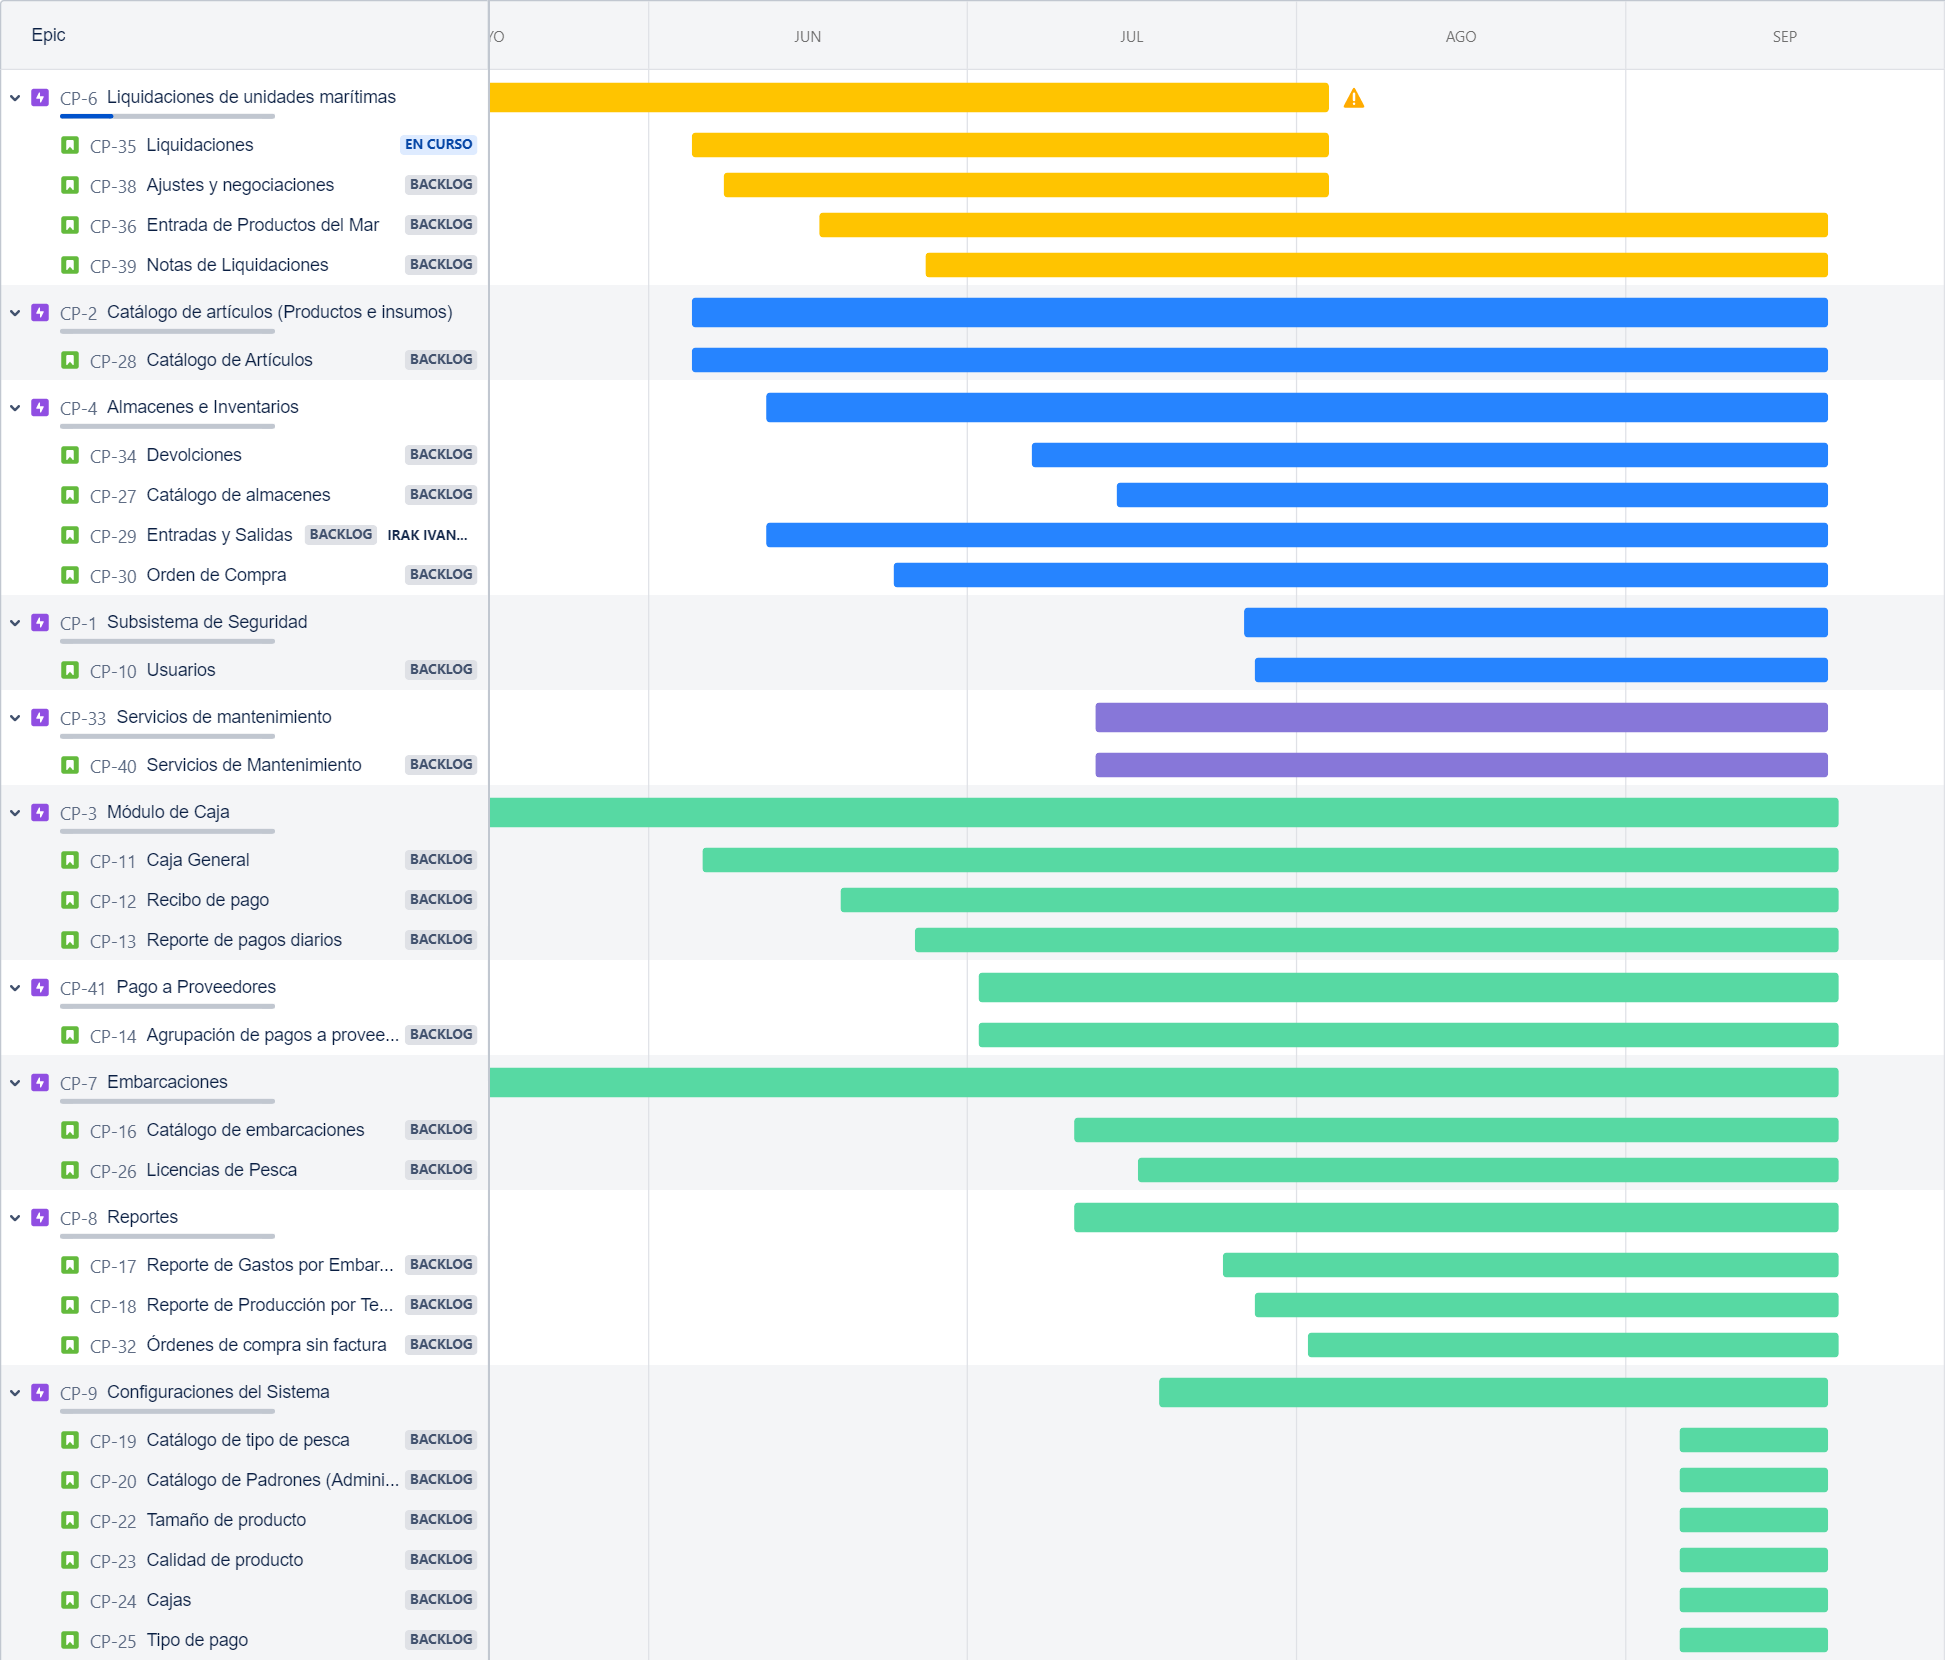 Epic
YO JUN JUL AGO SEP
CP-6 Liquidaciones de unidades marítimas
CP-35 Liquidaciones EN CURSO
CP-38 Ajustes y negociaciones BACKLOG
CP-36 Entrada de Productos del Mar BACKLOG
CP-39 Notas de Liquidaciones BACKLOG
CP-2 Catálogo de artículos (Productos e insumos)
CP-28 Catálogo de Artículos BACKLOG
CP-4 Almacenes e Inventarios
CP-34 Devolciones BACKLOG
CP-27 Catálogo de almacenes BACKLOG
CP-29 Entradas y Salidas BACKLOG IRAK IVAN...
CP-30 Orden de Compra BACKLOG
CP-1 Subsistema de Seguridad
CP-10 Usuarios BACKLOG
CP-33 Servicios de mantenimiento
CP-40 Servicios de Mantenimiento BACKLOG
CP-3 Módulo de Caja
CP-11 Caja General BACKLOG
CP-12 Recibo de pago BACKLOG
CP-13 Reporte de pagos diarios BACKLOG
CP-41 Pago a Proveedores
CP-14 Agrupación de pagos a provee... BACKLOG
CP-7 Embarcaciones
CP-16 Catálogo de embarcaciones BACKLOG
CP-26 Licencias de Pesca BACKLOG
CP-8 Reportes
CP-17 Reporte de Gastos por Embar... BACKLOG
CP-18 Reporte de Producción por Te... BACKLOG
CP-32 Órdenes de compra sin factura BACKLOG
CP-9 Configuraciones del Sistema
CP-19 Catálogo de tipo de pesca BACKLOG
CP-20 Catálogo de Padrones (Admini... BACKLOG
CP-22 Tamaño de producto BACKLOG
CP-23 Calidad de producto BACKLOG
CP-24 Cajas BACKLOG
CP-25 Tipo de pago BACKLOG